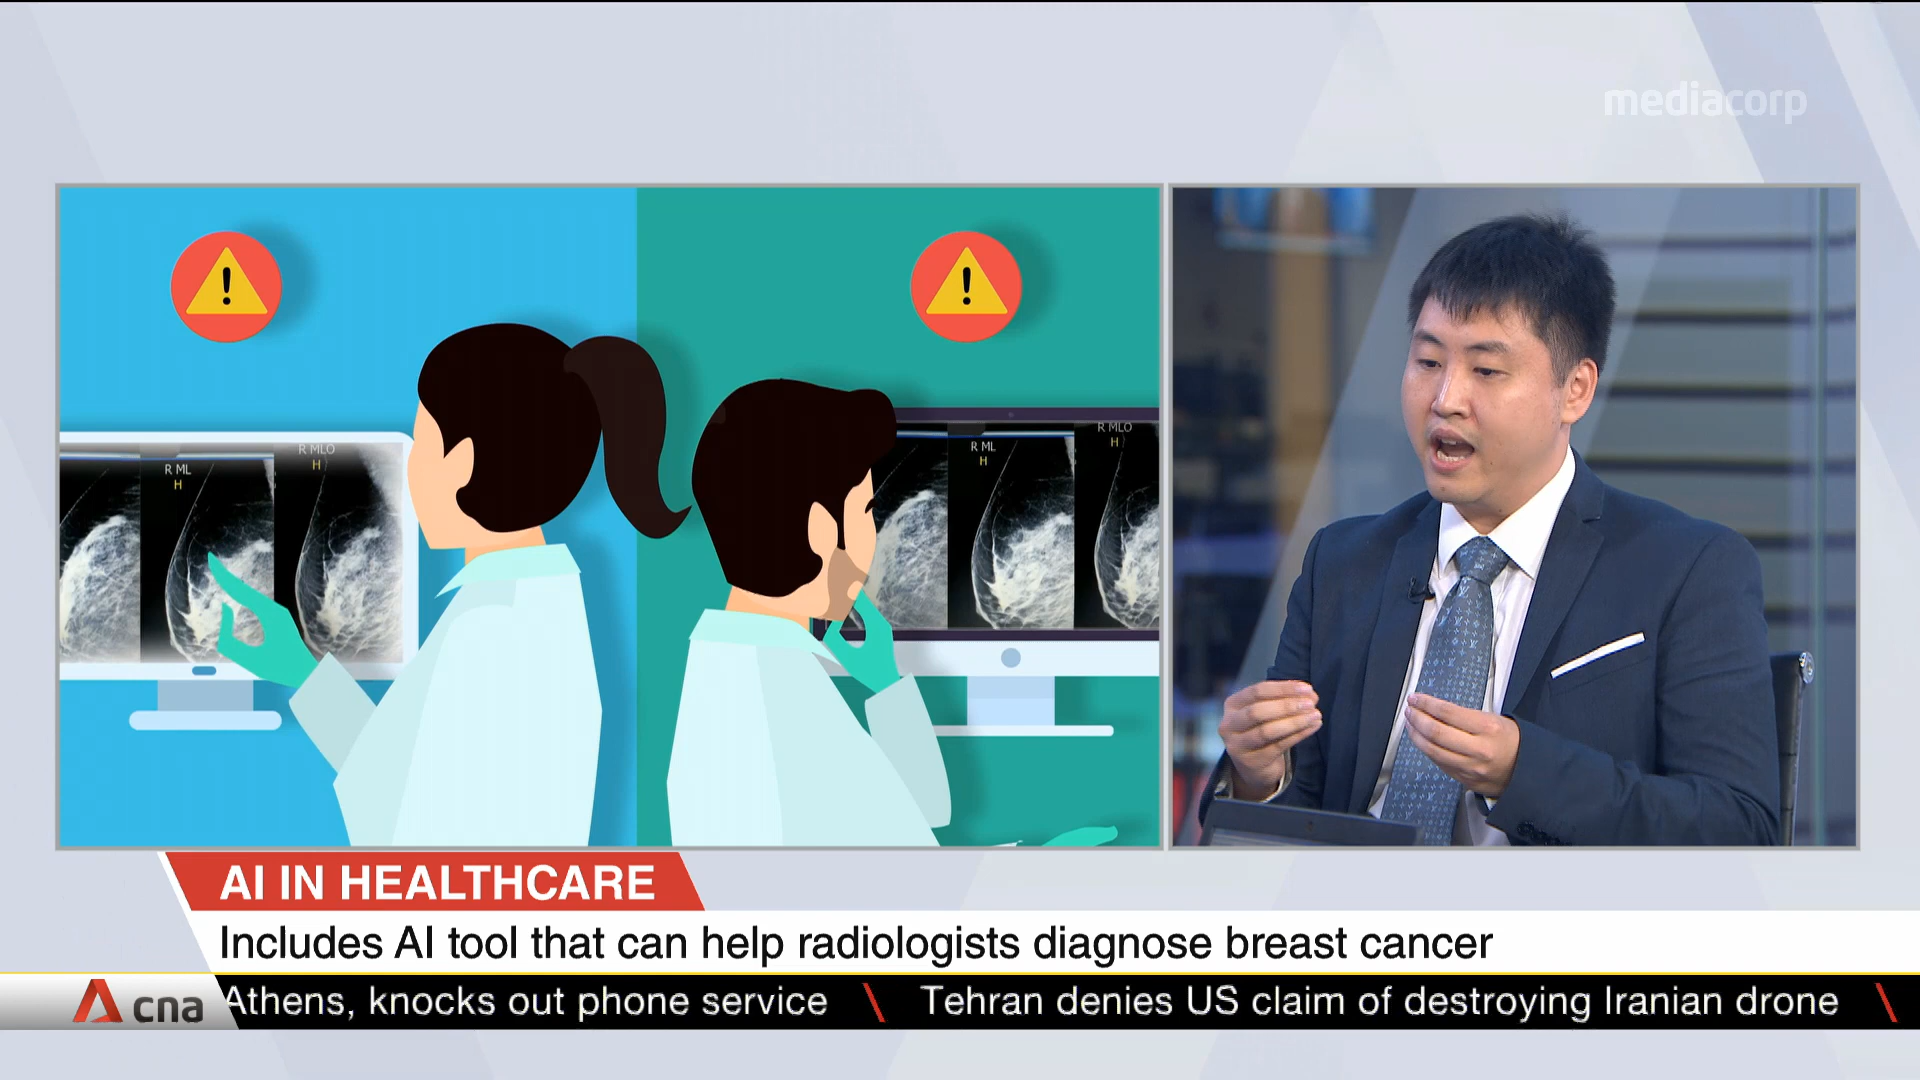 mediacorp
R ML
H
R MLO
H
R ML
H
R MLO
H
AI IN HEALTHCARE
Includes AI tool that can help radiologists diagnose breast cancer
cna
Athens, knocks out phone service \ Tehran denies US claim of destroying Iranian drone \